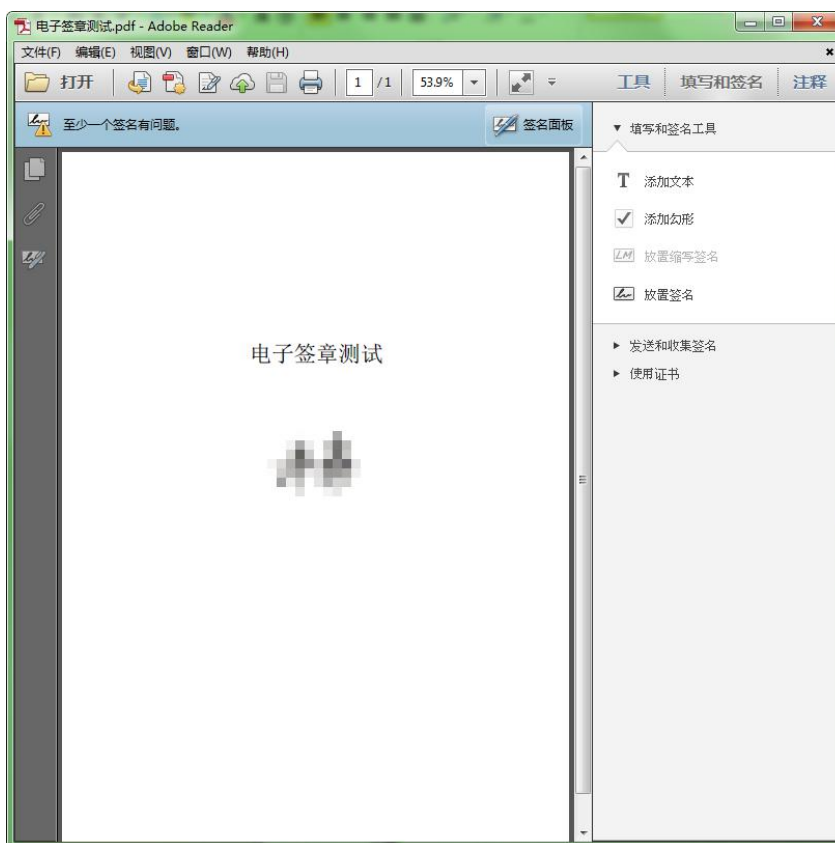 电子签章测试.pdf - Adobe Reader
文件(F) 编辑(E) 视图(V) 窗口(W) 帮助(H)
打开 1 /1 53.9% 工具 填写和签名 注释
至少一个签名有问题。 签名面板
填写和签名工具
T 添加文本
添加勾形
LM 放置缩写签名
放置签名
发送和收集签名
使用证书
电子签章测试